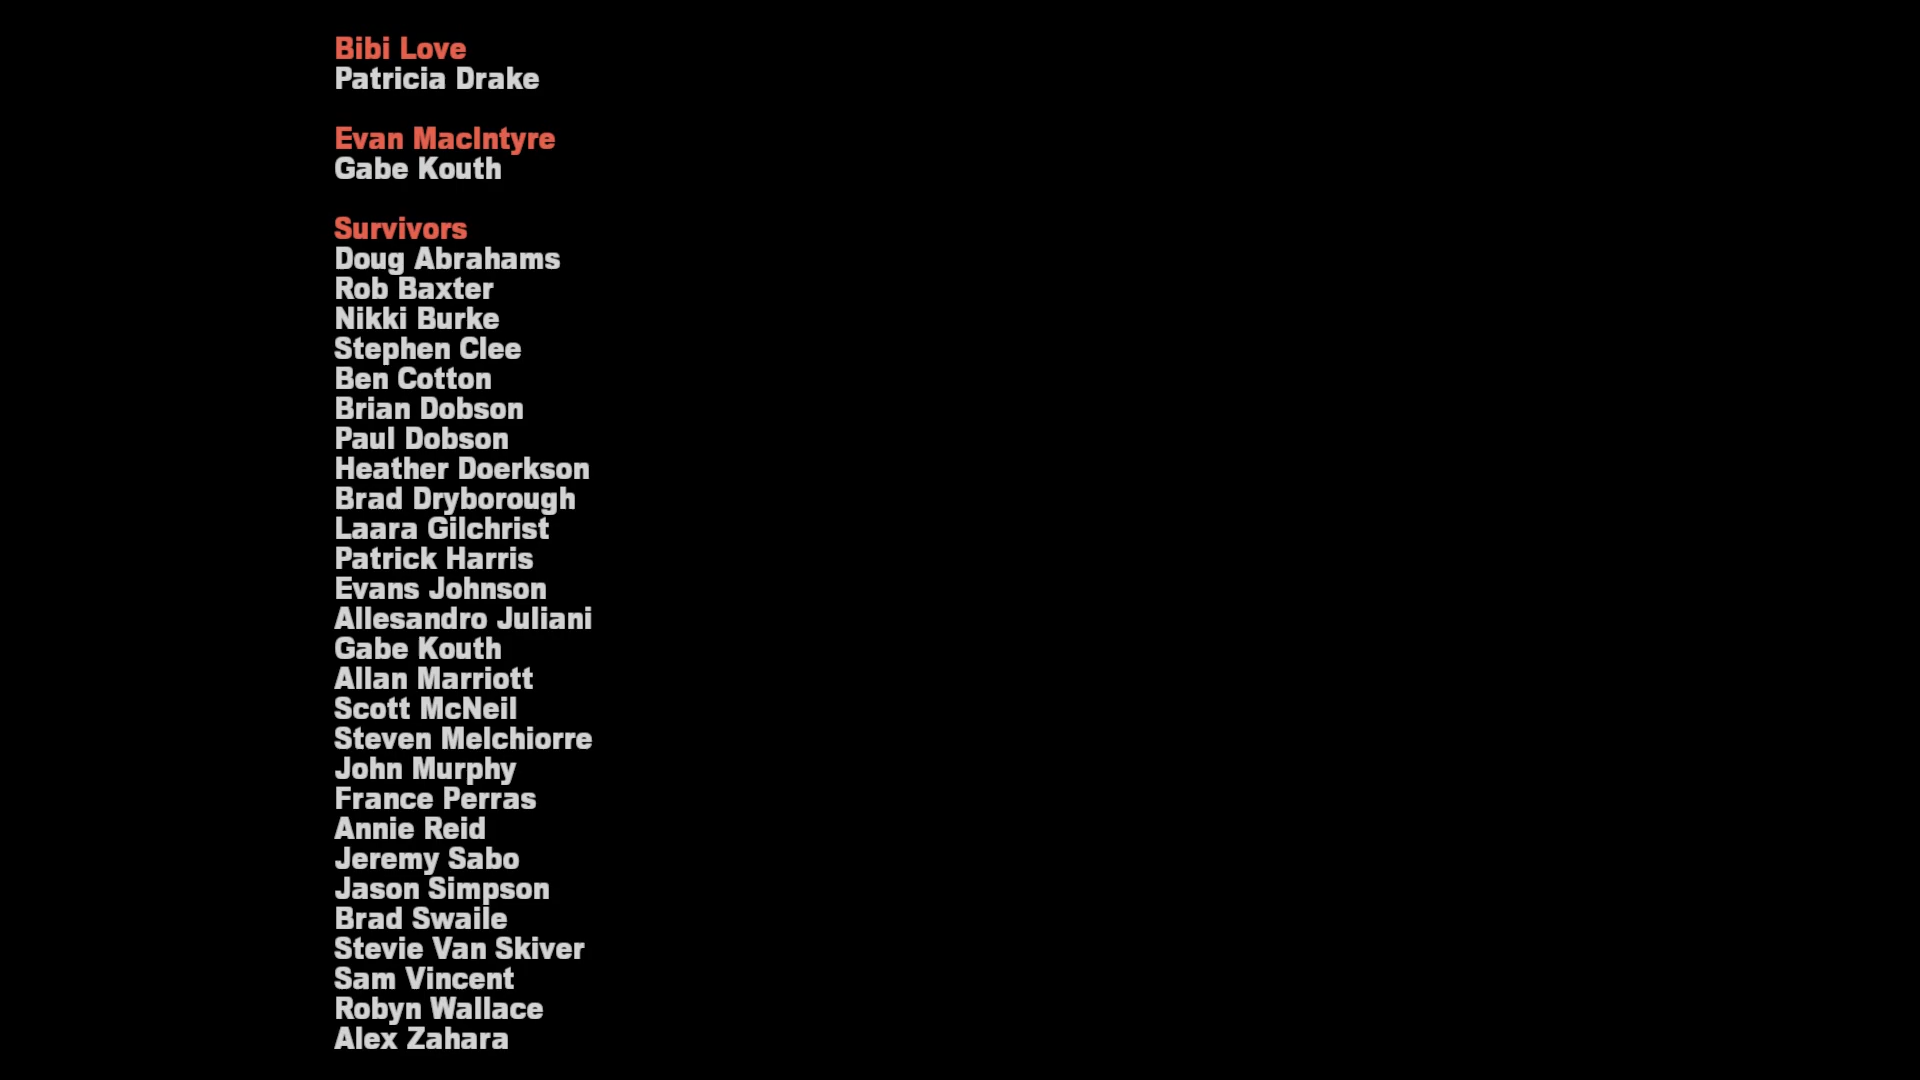 Bibi Love
Patricia Drake
Evan MacIntyre
Gabe Kouth
Survivors
Doug Abrahams
Rob Baxter
Nikki Burke
Stephen Clee
Ben Cotton
Brian Dobson
Paul Dobson
Heather Doerkson
Brad Dryborough
Laara Gilchrist
Patrick Harris
Evans Johnson
Allesandro Juliani
Gabe Kouth
Allan Marriott
Scott McNeil
Steven Melchiorre
John Murphy
France Perras
Annie Reid
Jeremy Sabo
Jason Simpson
Brad Swaile
Stevie Van Skiver
Sam Vincent
Robyn Wallace
Alex Zahara